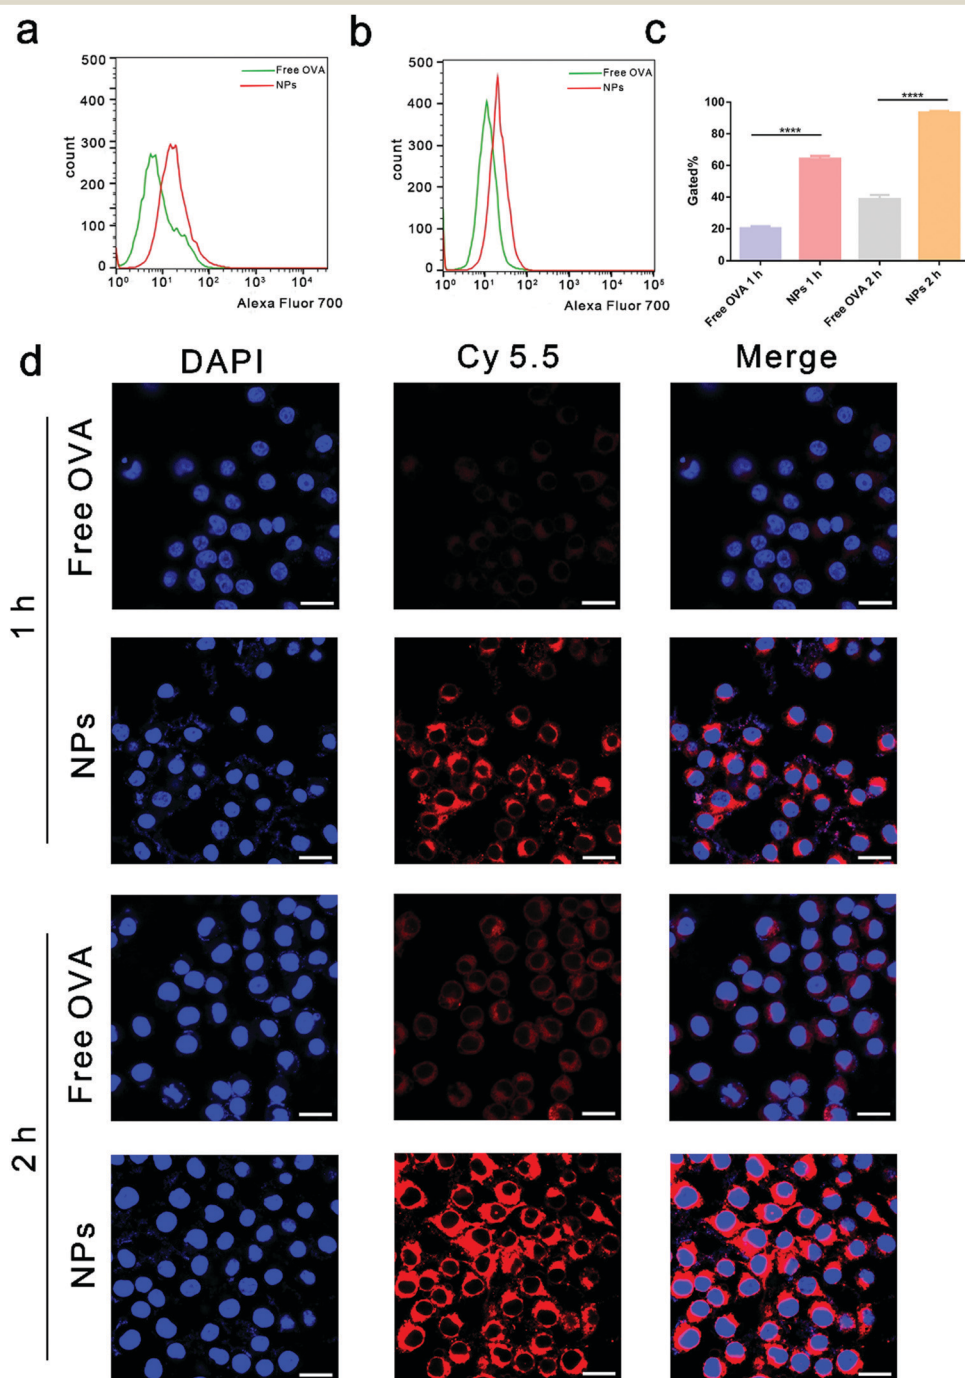 a
500
400
300
200
100
0
count
Free OVA
NPs
10⁰
10¹
10²
10³
10⁴
Alexa Fluor 700
b
500
400
300
200
100
0
count
Free OVA
NPs
10⁰
10¹
10²
10³
10⁴
10⁵
Alexa Fluor 700
c
100
80
60
40
20
0
Gated%
****
****
Free OVA 1 h
NPs 1 h
Free OVA 2 h
NPs 2 h
d
DAPI
Cy 5.5
Merge
1 h
Free OVA
NPs
2 h
Free OVA
NPs